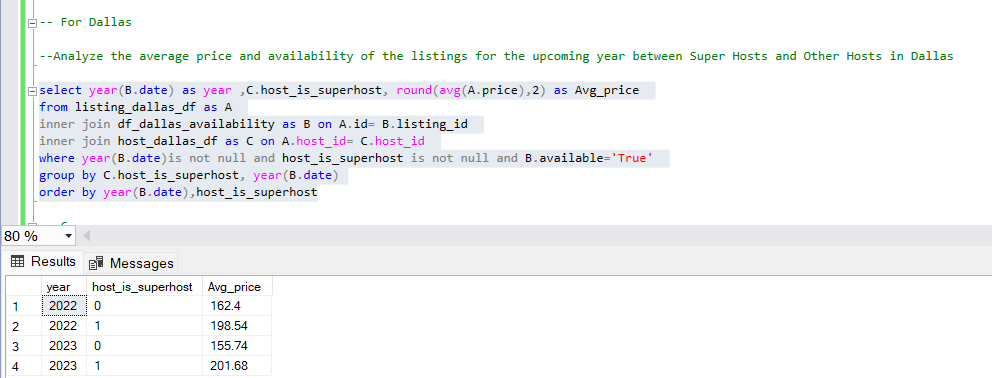 -- For Dallas
--Analyze the average price and availability of the listings for the upcoming year between Super Hosts and Other Hosts in Dallas
select year(B.date) as year ,C.host_is_superhost, round(avg(A.price),2) as Avg_price
from listing_dallas_df as A
inner join df_dallas_availability as B on A.id= B.listing_id
inner join host_dallas_df as C on A.host_id= C.host_id
where year(B.date)is not null and host_is_superhost is not null and B.available='True'
group by C.host_is_superhost, year(B.date)
order by year(B.date),host_is_superhost
80 %
Results Messages
year host_is_superhost Avg_price
1 2022 0 162.4
2 2022 1 198.54
3 2023 0 155.74
4 2023 1 201.68